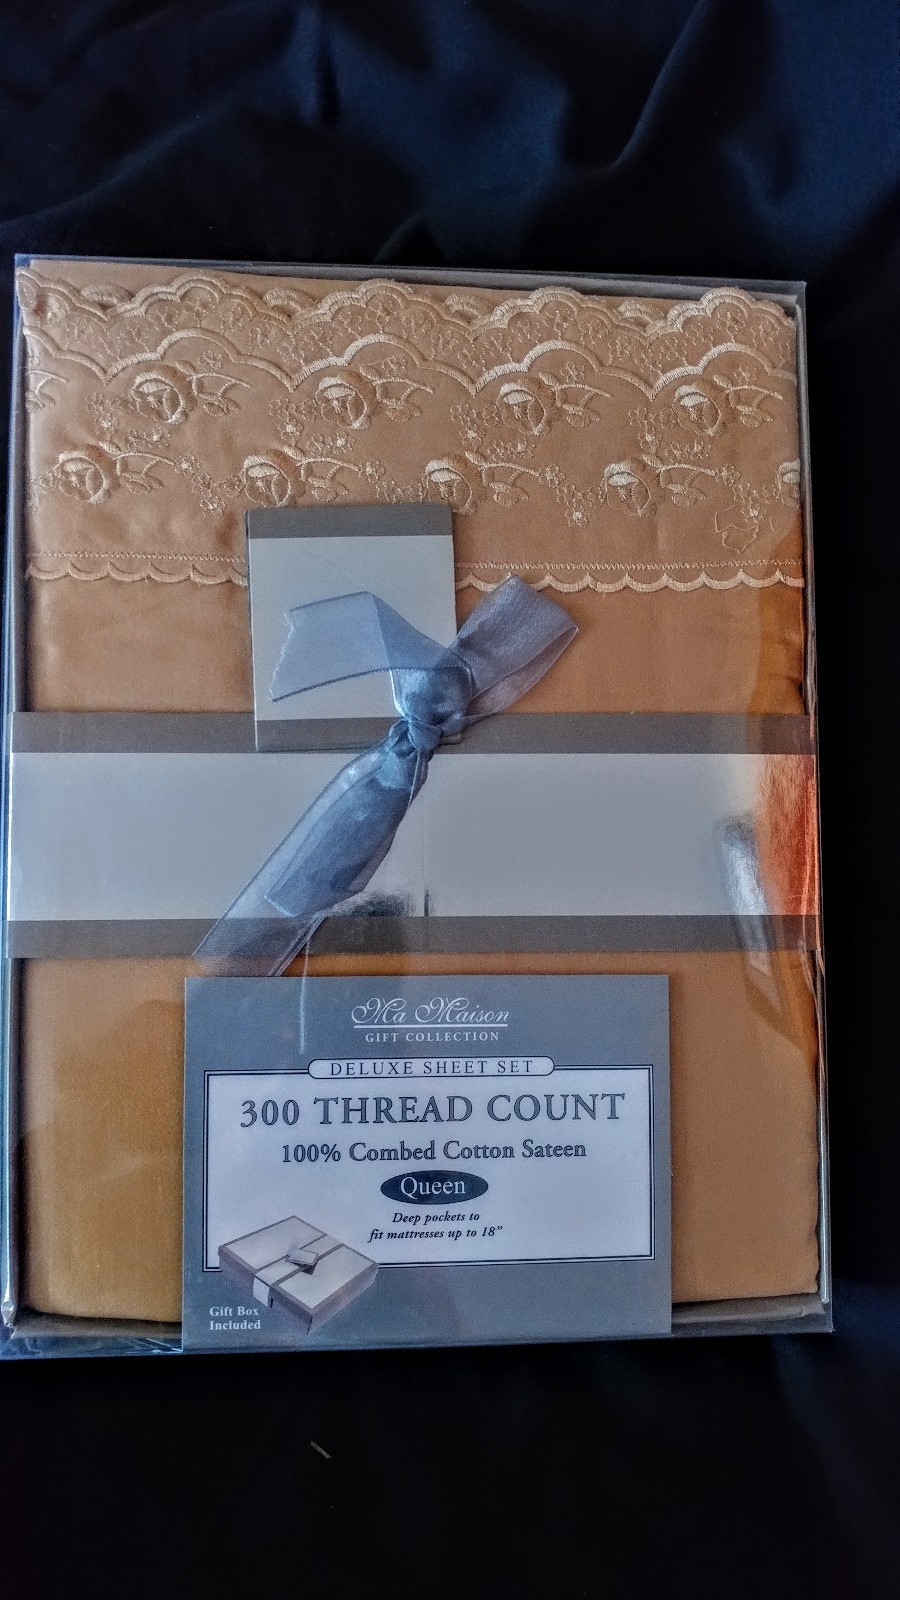 Ma Maison
GIFT COLLECTION
DELUXE SHEET SET
300 THREAD COUNT
100% Combed Cotton Sateen
Queen
Deep pockets to
fit mattresses up to 18"
Gift Box
Included